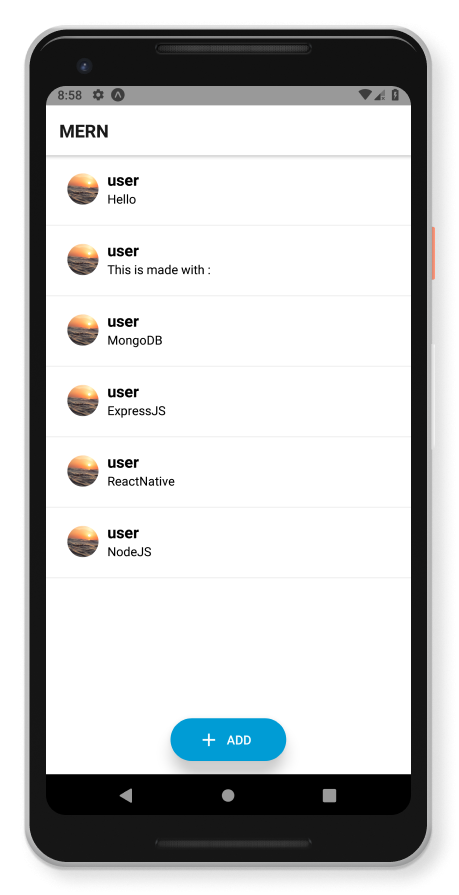 8:58
MERN
user
Hello
user
This is made with :
user
MongoDB
user
ExpressJS
user
ReactNative
user
NodeJS
ADD